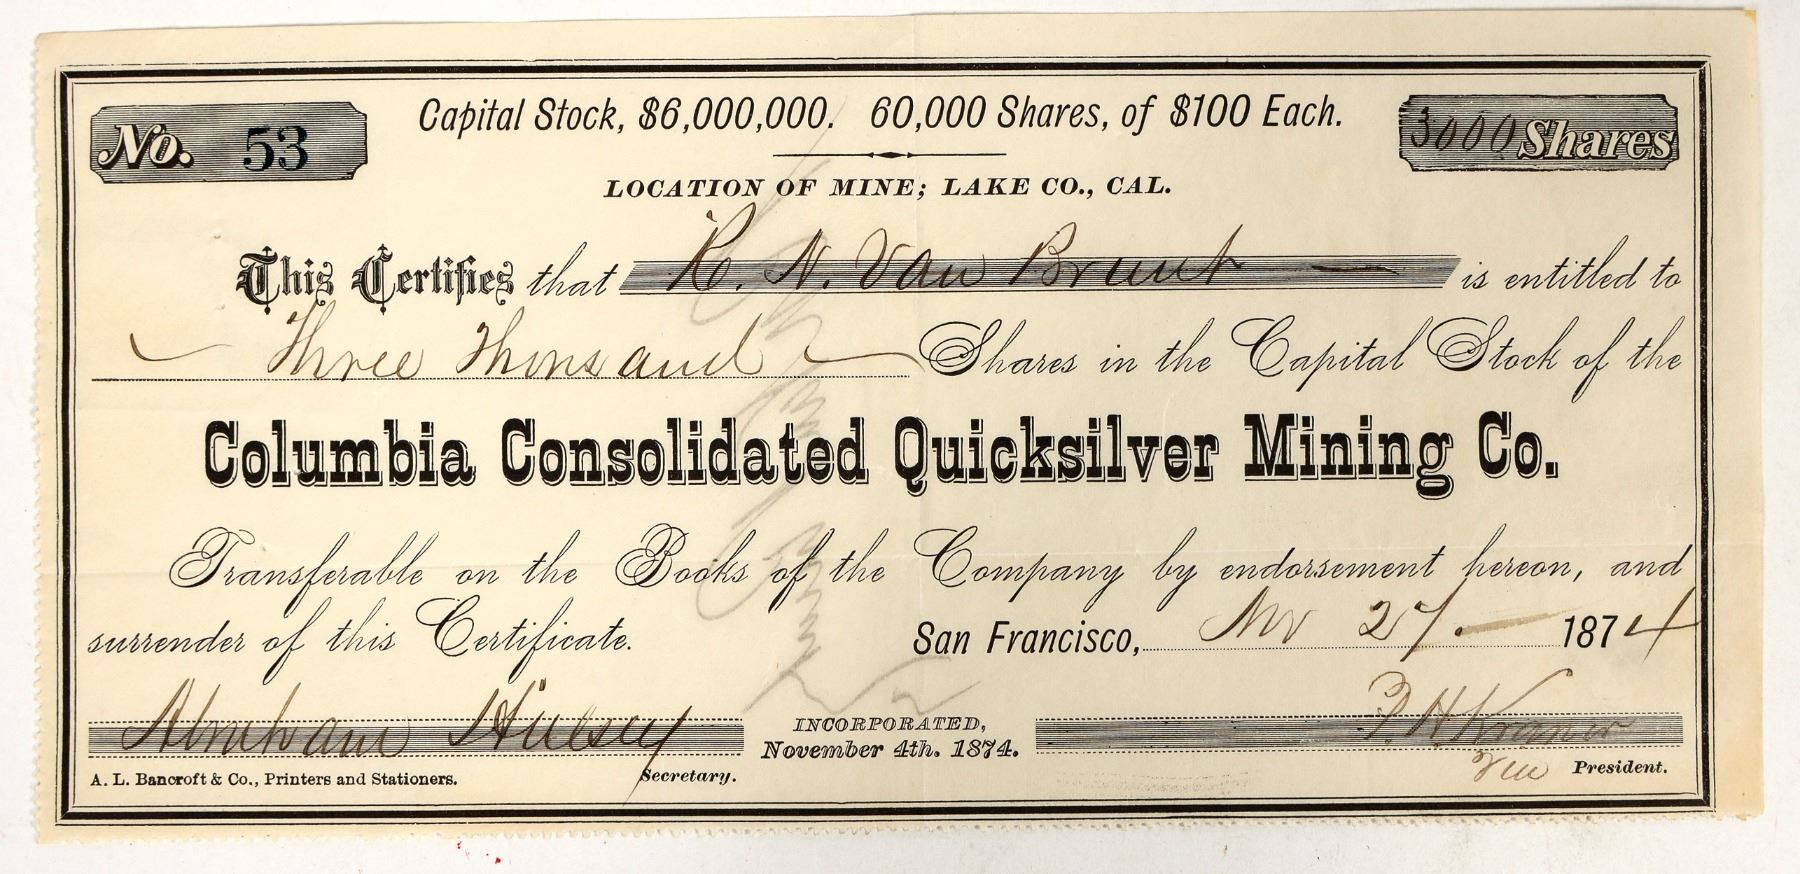 No. 53
Capital Stock, $6,000,000. 60,000 Shares, of $100 Each.
3000 Shares
LOCATION OF MINE; LAKE CO., CAL.
This Certifies that R. N. Van Brunt is entitled to
Three Thousand Shares in the Capital Stock of the
Columbia Consolidated Quicksilver Mining Co.
Transferable on the Books of the Company by endorsement hereon, and
surrender of this Certificate.
San Francisco, Nov 27. 1874
Abraham Hulsey
INCORPORATED,
November 4th. 1874.
A. L. Bancroft & Co., Printers and Stationers.
Secretary.
Vice President.